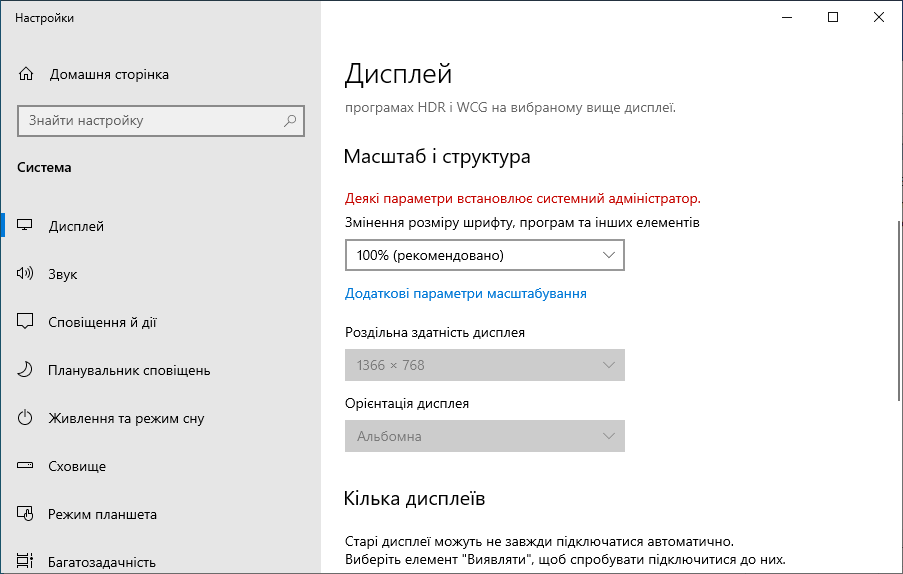 Настройки
Домашня сторінка
Знайти настройку
Система
Дисплей
Звук
Сповіщення й дії
Планувальник сповіщень
Живлення та режим сну
Сховище
Режим планшета
Багатозадачність
Дисплей
програмах HDR і WCG на вибраному вище дисплеї.
Масштаб і структура
Деякі параметри встановлює системний адміністратор.
Змінення розміру шрифту, програм та інших елементів
100% (рекомендовано)
Додаткові параметри масштабування
Роздільна здатність дисплея
1366 × 768
Орієнтація дисплея
Альбомна
Кілька дисплеїв
Старі дисплеї можуть не завжди підключатися автоматично.
Виберіть елемент "Виявляти", щоб спробувати підключитися до них.